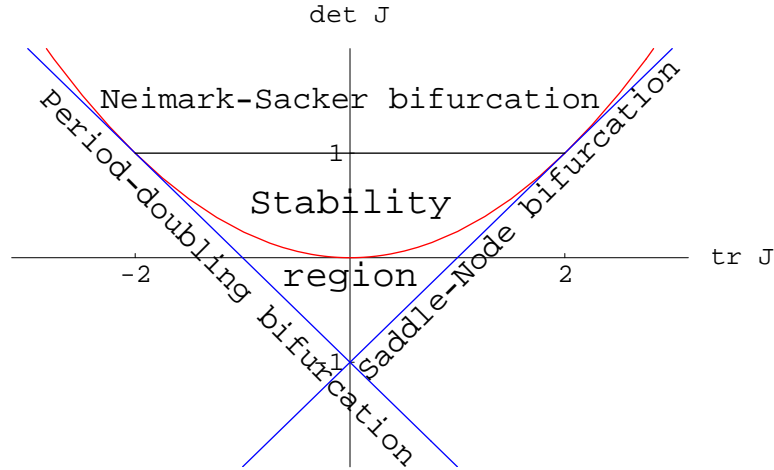 det J
Neimark-Sacker bifurcation
Period-doubling bifurcation
Saddle-Node bifurcation
1
Stability
tr J
-2
region
2
-1